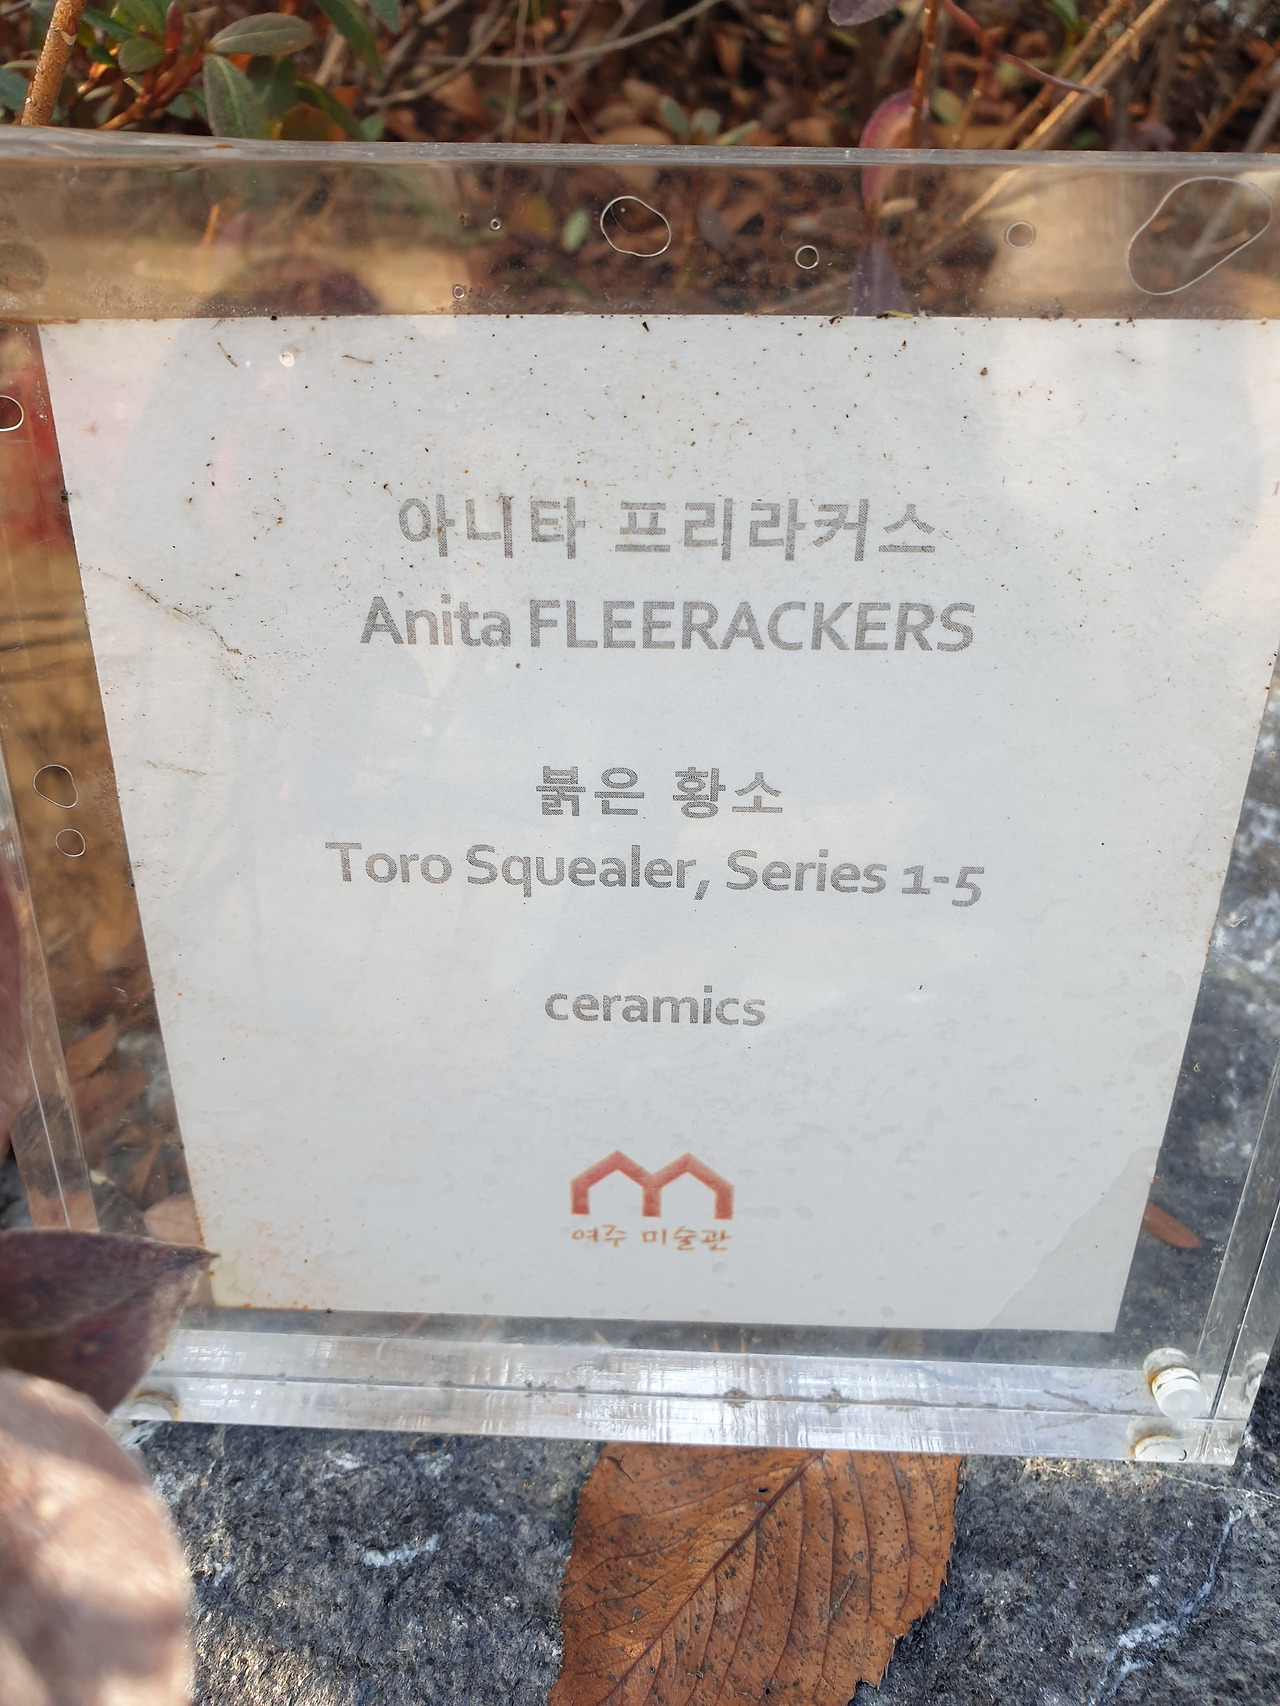 아니타 프리라커스
Anita FLEERACKERS
붉은 황소
Toro Squealer, Series 1-5
ceramics
여주 미술관